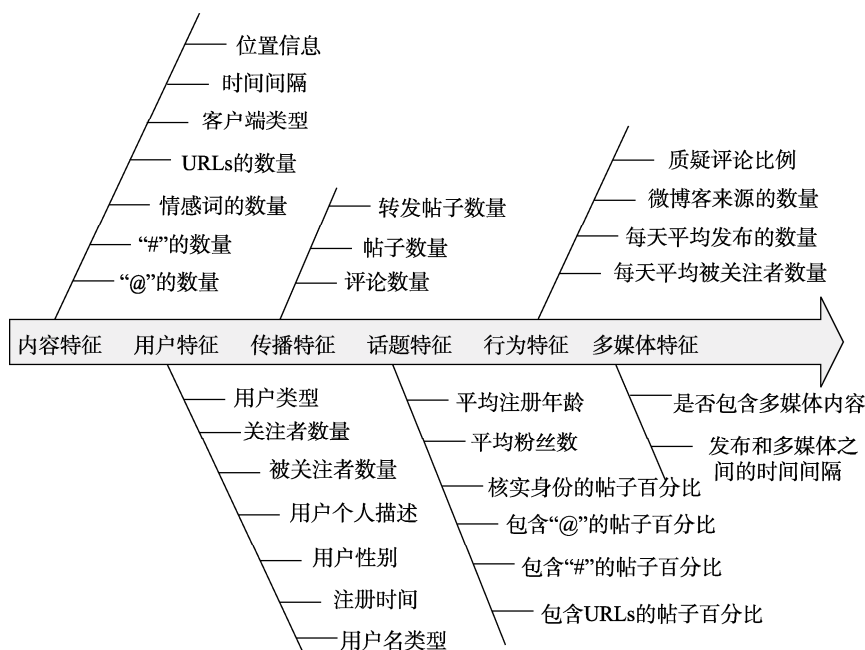 位置信息
时间间隔
客户端类型
URLs的数量
情感词的数量
“#”的数量
“@”的数量
转发帖子数量
帖子数量
评论数量
质疑评论比例
微博客来源的数量
每天平均发布的数量
每天平均被关注者数量
内容特征 用户特征 传播特征 话题特征 行为特征 多媒体特征
用户类型
关注者数量
被关注者数量
用户个人描述
用户性别
注册时间
用户名类型
平均注册年龄
平均粉丝数
核实身份的帖子百分比
包含“@”的帖子百分比
包含“#”的帖子百分比
包含URLs的帖子百分比
是否包含多媒体内容
发布和多媒体之
间的时间间隔